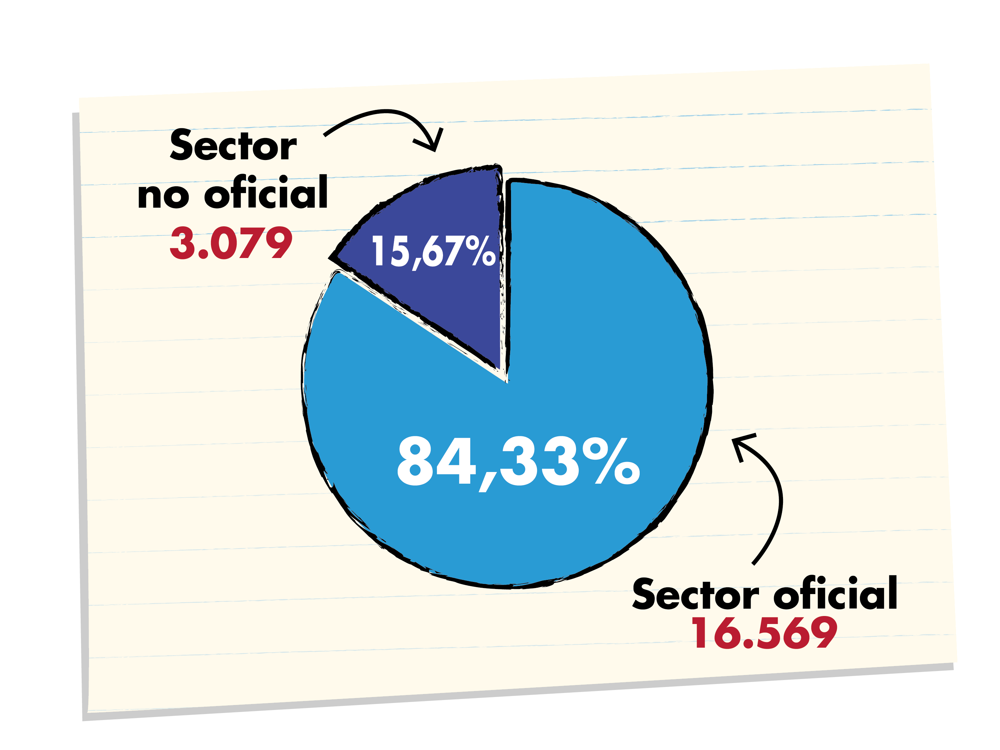 Sector
no oficial
3.079
15,67%
84,33%
Sector oficial
16.569